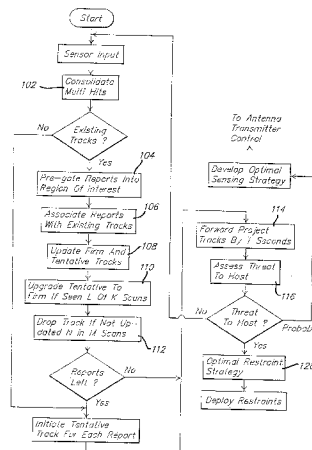 Start
Sensor Input
102
Consolidate
Multi Hits
No
Existing
Tracks ?
Yes
104
Pre-gate Reports Into
Region Of Interest
106
Associate Reports
With Existing Tracks
108
Update Firm And
Tentative Tracks
110
Upgrade Tentative To
Firm If Seen L Of K Scans
Drop Track If Not Up-
dated N in M Scans
112
Reports
Left ?
No
Yes
Initiate Tentative
Track For Each Report
To Antenna
Transmitter
Control
Develop Optimal
Sensing Strategy
114
Forward Project
Tracks By T Seconds
Assess Threat
To Host
116
No
Threat
To Host ?
Probab
Yes
120
Optimal Restraint
Strategy
Deploy Restraints